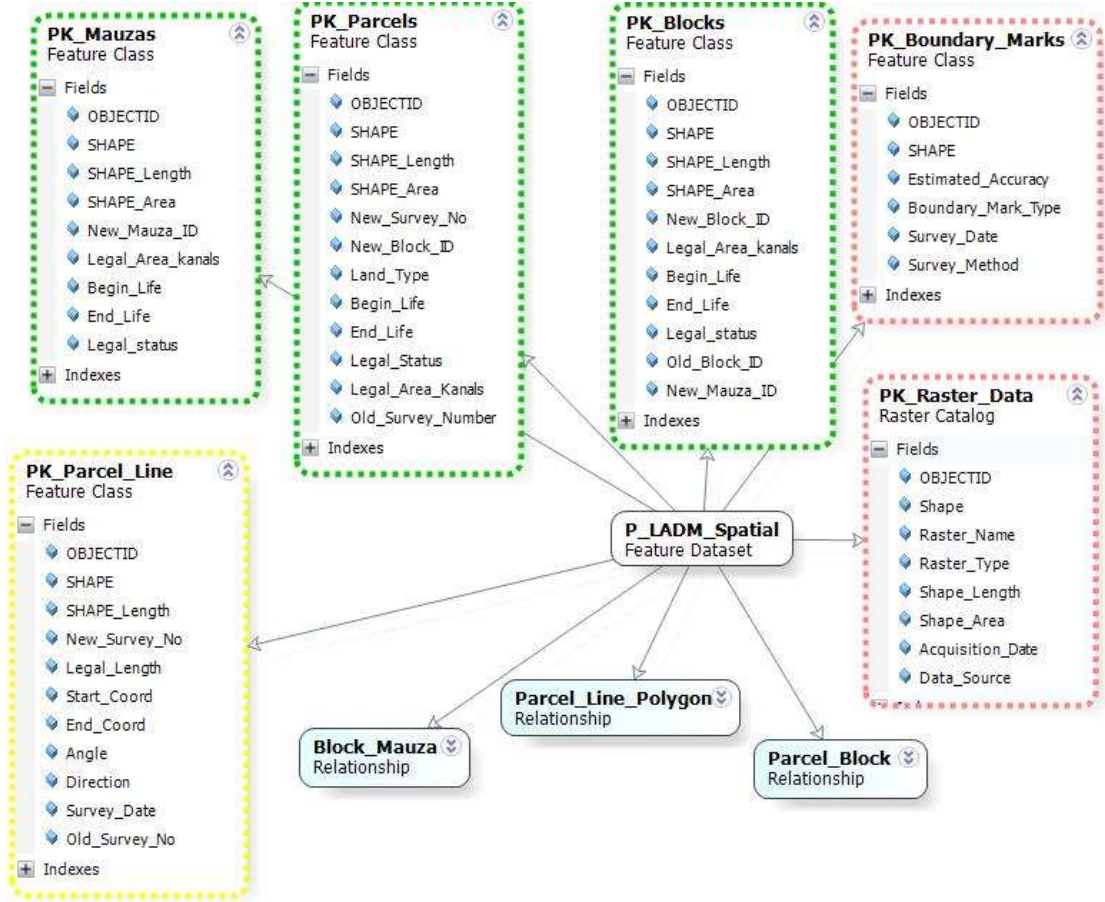 PK_Mauzas
Feature Class
Fields
OBJECTID
SHAPE
SHAPE_Length
SHAPE_Area
New_Mauza_ID
Legal_Area_kanals
Begin_Life
End_Life
Legal_status
Indexes
PK_Parcels
Feature Class
Fields
OBJECTID
SHAPE
SHAPE_Length
SHAPE_Area
New_Survey_No
New_Block_ID
Land_Type
Begin_Life
End_Life
Legal_Status
Legal_Area_Kanals
Old_Survey_Number
Indexes
PK_Blocks
Feature Class
Fields
OBJECTID
SHAPE
SHAPE_Length
SHAPE_Area
New_Block_ID
Legal_Area_kanals
Begin_Life
End_Life
Legal_status
Old_Block_ID
New_Mauza_ID
Indexes
PK_Boundary_Marks
Feature Class
Fields
OBJECTID
SHAPE
Estimated_Accuracy
Boundary_Mark_Type
Survey_Date
Survey_Method
Indexes
PK_Raster_Data
Raster Catalog
Fields
OBJECTID
Shape
Raster_Name
Raster_Type
Shape_Length
Shape_Area
Acquisition_Date
Data_Source
PK_Parcel_Line
Feature Class
Fields
OBJECTID
SHAPE
SHAPE_Length
New_Survey_No
Legal_Length
Start_Coord
End_Coord
Angle
Direction
Survey_Date
Old_Survey_No
Indexes
P_LADM_Spatial
Feature Dataset
Parcel_Line_Polygon
Relationship
Block_Mauza
Relationship
Parcel_Block
Relationship